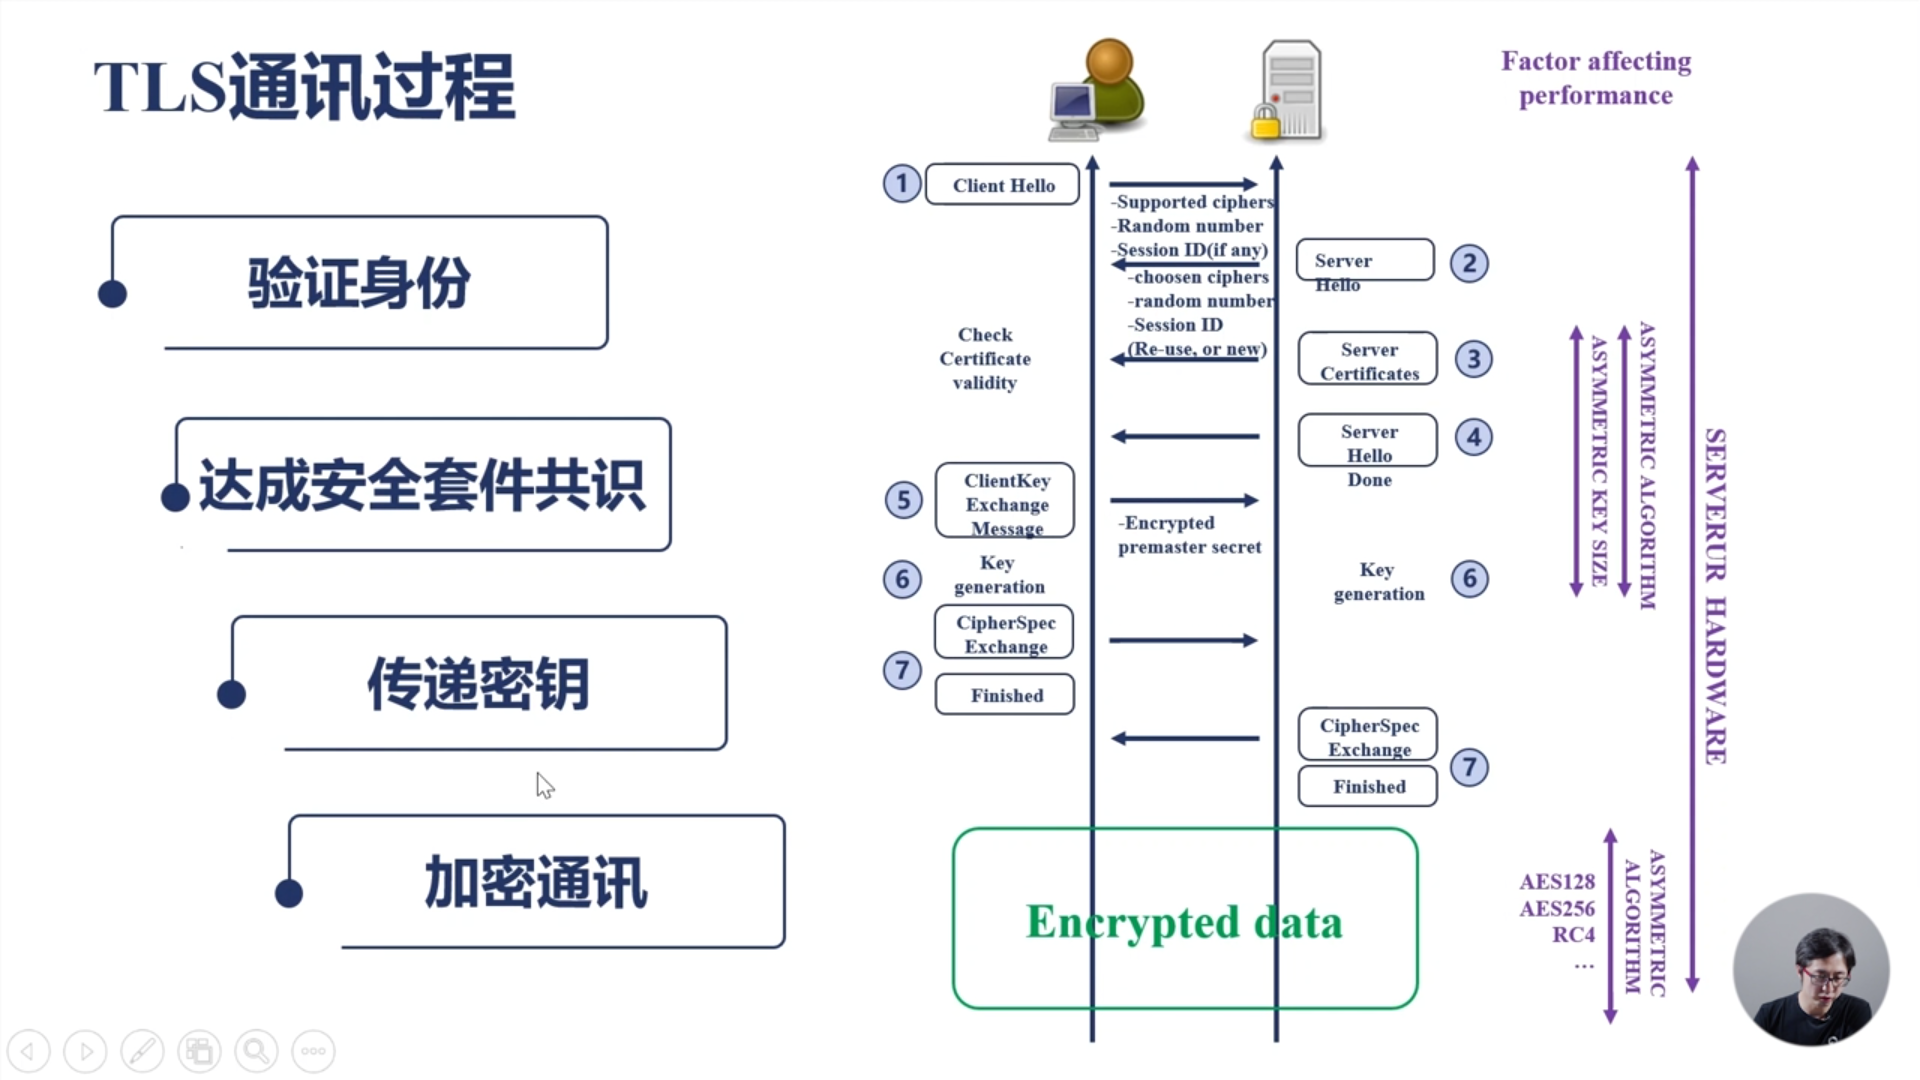 TLS通讯过程
验证身份
达成安全套件共识
传递密钥
加密通讯
Factor affecting
performance
1
Client Hello
-Supported ciphers
-Random number
-Session ID(if any)
Server
Hello
2
-choosen ciphers
-random number
-Session ID
(Re-use, or new)
Check
Certificate
validity
Server
Certificates
3
Server
Hello
Done
4
5
ClientKey
Exchange
Message
-Encrypted
premaster secret
6
Key
generation
Key
generation
6
CipherSpec
Exchange
7
Finished
CipherSpec
Exchange
7
Finished
Encrypted data
ASYMMETRIC KEY SIZE
ASYMMETRIC ALGORITHM
SERVERUR HARDWARE
AES128
AES256
RC4
...
ASYMMETRIC
ALGORITHM